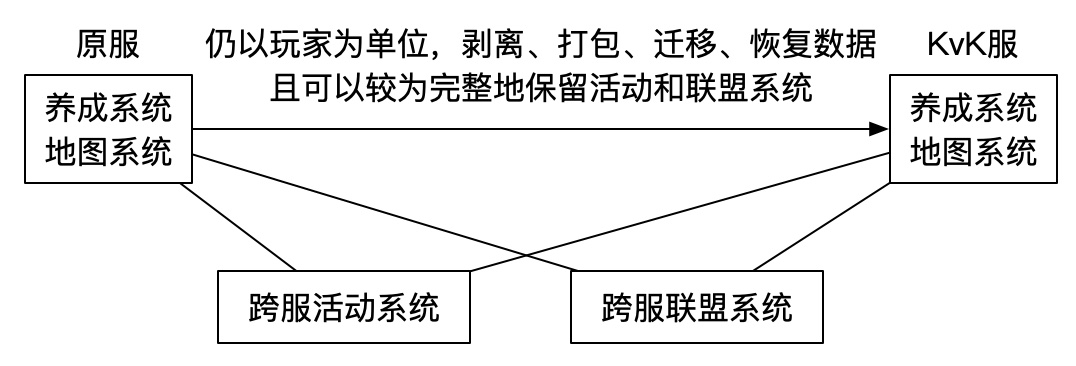 原服
仍以玩家为单位，剥离、打包、迁移、恢复数据
且可以较为完整地保留活动和联盟系统
KvK服
养成系统
地图系统
养成系统
地图系统
跨服活动系统
跨服联盟系统